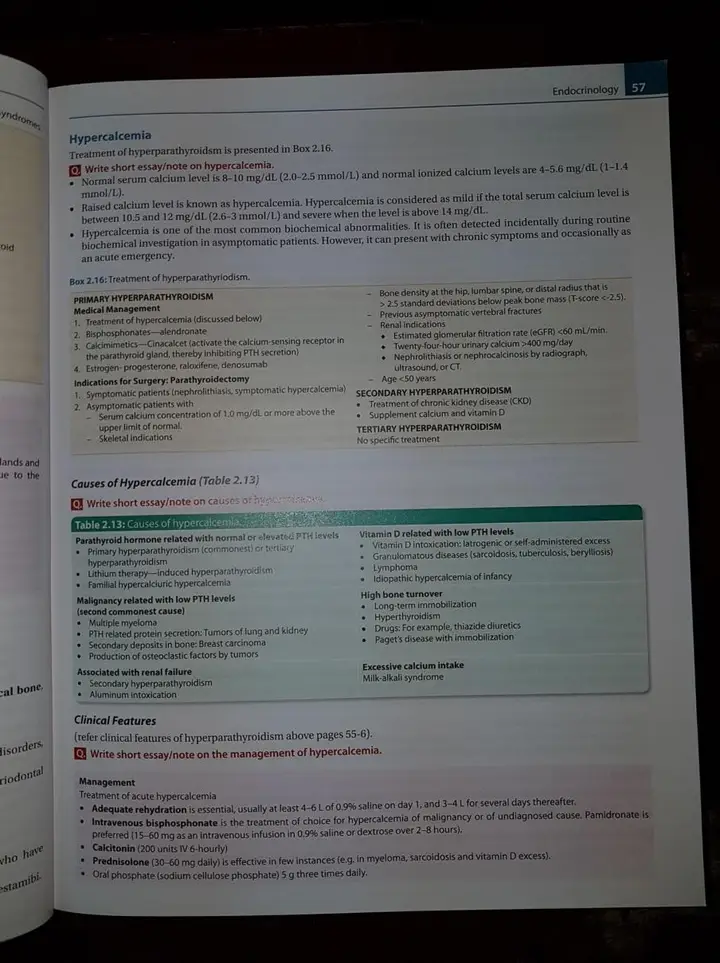 Endocrinology 57
yndromes
oid
lands and
ue to the
cal bone,
disorders,
riodontal
who have
estamibi.
Hypercalcemia
Treatment of hyperparathyroidsm is presented in Box 2.16.
Q. Write short essay/note on hypercalcemia.
• Normal serum calcium level is 8–10 mg/dL (2.0–2.5 mmol/L) and normal ionized calcium levels are 4–5.6 mg/dL (1–1.4
mmol/L).
• Raised calcium level is known as hypercalcemia. Hypercalcemia is considered as mild if the total serum calcium level is
between 10.5 and 12 mg/dL (2.6–3 mmol/L) and severe when the level is above 14 mg/dL.
• Hypercalcemia is one of the most common biochemical abnormalities. It is often detected incidentally during routine
biochemical investigation in asymptomatic patients. However, it can present with chronic symptoms and occasionally as
an acute emergency.
Box 2.16: Treatment of hyperparathyriodism.
PRIMARY HYPERPARATHYROIDISM
Medical Management
1. Treatment of hypercalcemia (discussed below)
2. Bisphosphonates—alendronate
3. Calcimimetics—Cinacalcet (activate the calcium-sensing receptor in
the parathyroid gland, thereby inhibiting PTH secretion)
4. Estrogen- progesterone, raloxifene, denosumab
Indications for Surgery: Parathyroidectomy
1. Symptomatic patients (nephrolithiasis, symptomatic hypercalcemia)
2. Asymptomatic patients with
– Serum calcium concentration of 1.0 mg/dL or more above the
upper limit of normal.
– Skeletal indications
– Bone density at the hip, lumbar spine, or distal radius that is
> 2.5 standard deviations below peak bone mass (T-score <-2.5).
– Previous asymptomatic vertebral fractures
– Renal indications
• Estimated glomerular filtration rate (eGFR) <60 mL/min.
• Twenty-four-hour urinary calcium >400 mg/day
• Nephrolithiasis or nephrocalcinosis by radiograph,
ultrasound, or CT.
– Age <50 years
SECONDARY HYPERPARATHYROIDISM
• Treatment of chronic kidney disease (CKD)
• Supplement calcium and vitamin D
TERTIARY HYPERPARATHYROIDISM
No specific treatment
Causes of Hypercalcemia (Table 2.13)
Q. Write short essay/note on causes of hypercalcemia.
Table 2.13: Causes of hypercalcemia.
Parathyroid hormone related with normal or elevated PTH levels
• Primary hyperparathyroidism (commonest) or tertiary
hyperparathyroidism
• Lithium therapy—induced hyperparathyroidism
• Familial hypercalciuric hypercalcemia
Malignancy related with low PTH levels
(second commonest cause)
• Multiple myeloma
• PTH related protein secretion: Tumors of lung and kidney
• Secondary deposits in bone: Breast carcinoma
• Production of osteoclastic factors by tumors
Associated with renal failure
• Secondary hyperparathyroidism
• Aluminum intoxication
Vitamin D related with low PTH levels
• Vitamin D intoxication: Iatrogenic or self-administered excess
• Granulomatous diseases (sarcoidosis, tuberculosis, berylliosis)
• Lymphoma
• Idiopathic hypercalcemia of infancy
High bone turnover
• Long-term immobilization
• Hyperthyroidism
• Drugs: For example, thiazide diuretics
• Paget's disease with immobilization
Excessive calcium intake
Milk-alkali syndrome
Clinical Features
(refer clinical features of hyperparathyroidism above pages 55-6).
Q. Write short essay/note on the management of hypercalcemia.
Management
Treatment of acute hypercalcemia
• Adequate rehydration is essential, usually at least 4–6 L of 0.9% saline on day 1, and 3–4 L for several days thereafter.
• Intravenous bisphosphonate is the treatment of choice for hypercalcemia of malignancy or of undiagnosed cause. Pamidronate is
preferred (15–60 mg as an intravenous infusion in 0.9% saline or dextrose over 2–8 hours).
• Calcitonin (200 units IV 6-hourly)
• Prednisolone (30–60 mg daily) is effective in few instances (e.g. in myeloma, sarcoidosis and vitamin D excess).
• Oral phosphate (sodium cellulose phosphate) 5 g three times daily.